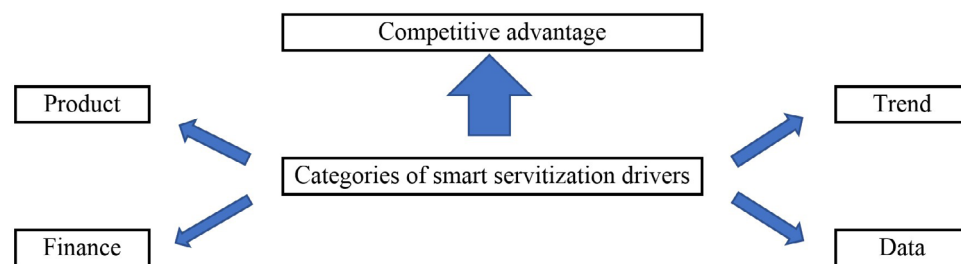 Competitive advantage
Product
Trend
Categories of smart servitization drivers
Finance
Data